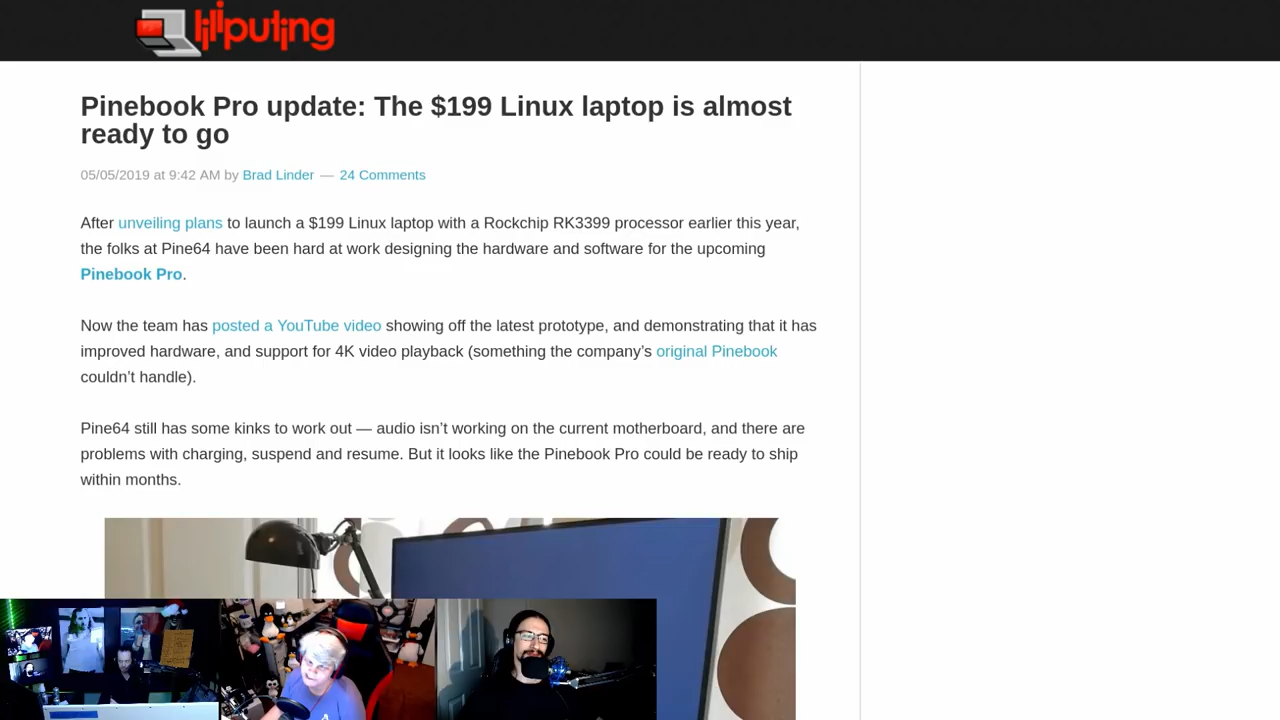 liliputing
Pinebook Pro update: The $199 Linux laptop is almost
ready to go
05/05/2019 at 9:42 AM by Brad Linder — 24 Comments
After unveiling plans to launch a $199 Linux laptop with a Rockchip RK3399 processor earlier this year,
the folks at Pine64 have been hard at work designing the hardware and software for the upcoming
Pinebook Pro.
Now the team has posted a YouTube video showing off the latest prototype, and demonstrating that it has
improved hardware, and support for 4K video playback (something the company’s original Pinebook
couldn’t handle).
Pine64 still has some kinks to work out — audio isn’t working on the current motherboard, and there are
problems with charging, suspend and resume. But it looks like the Pinebook Pro could be ready to ship
within months.